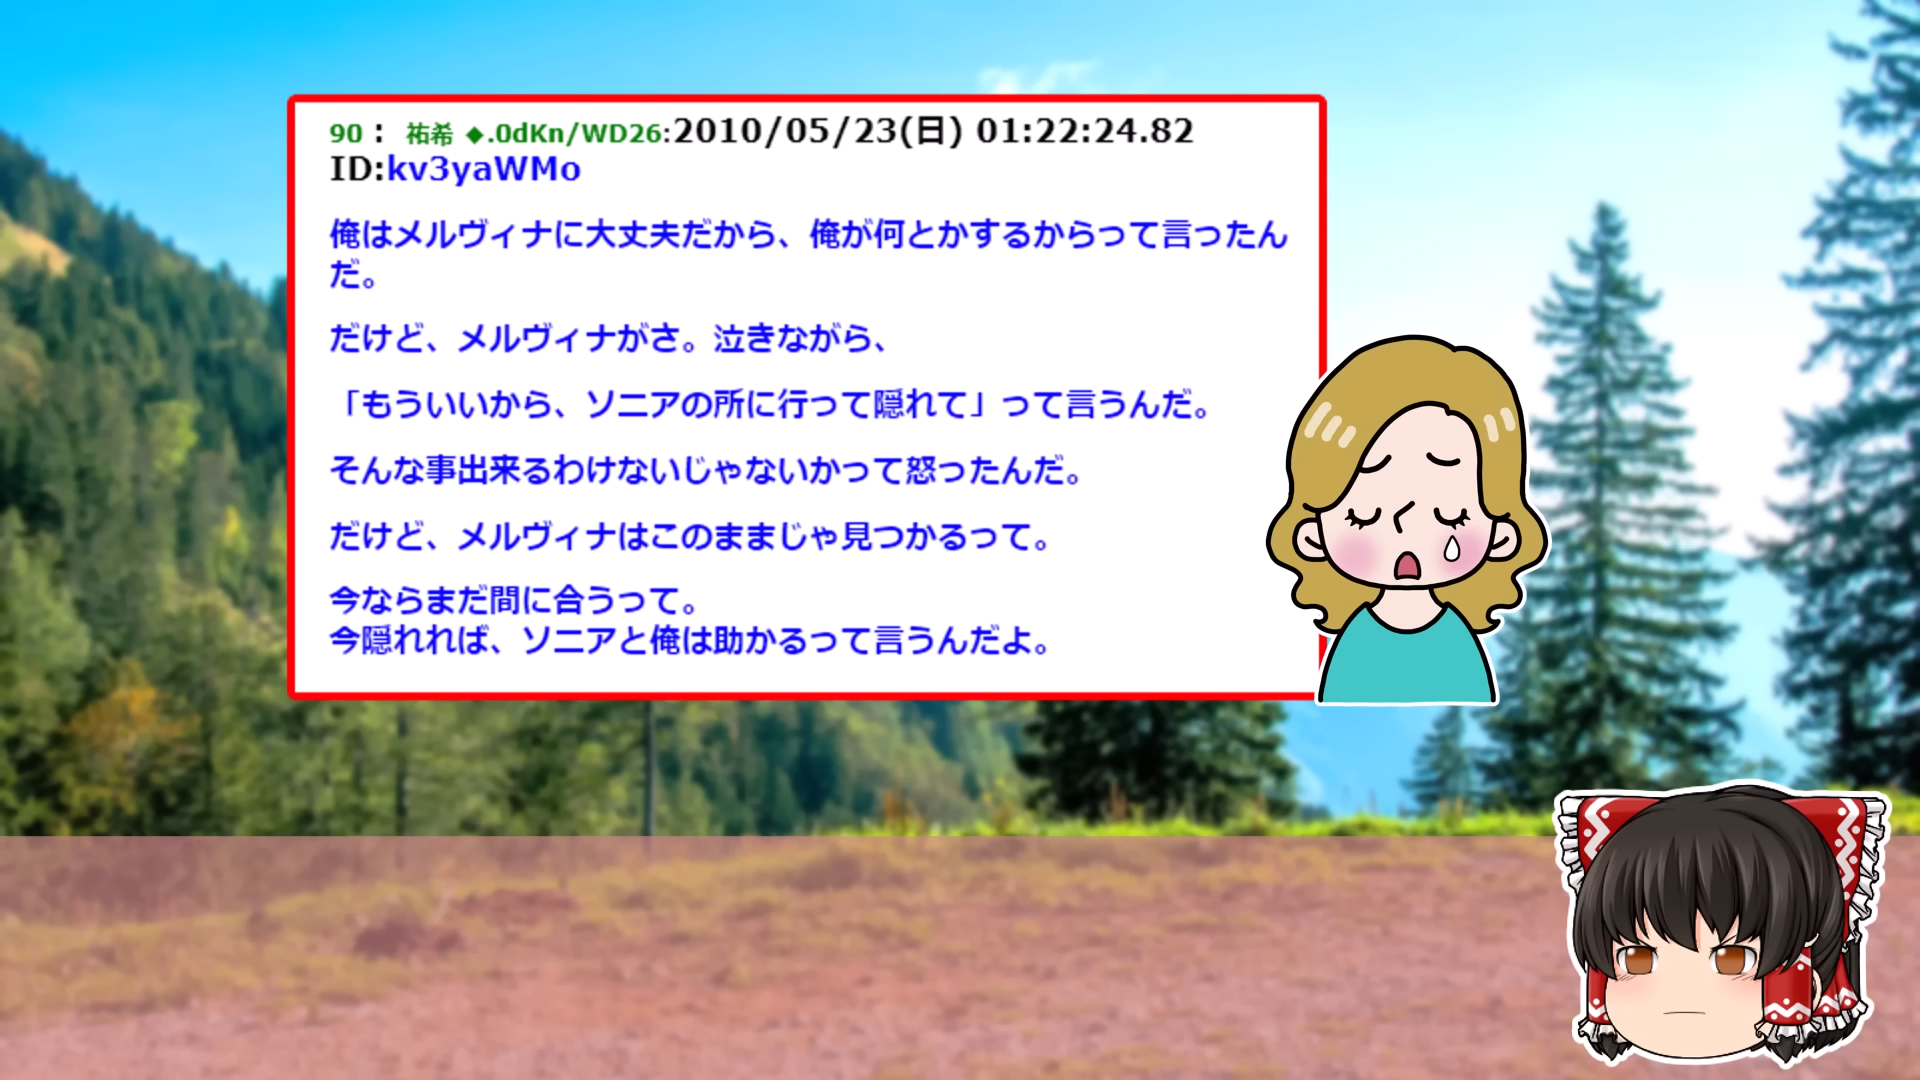 90： 祐希 ◆.0dKn/WD26:2010/05/23(日) 01:22:24.82
ID:kv3yaWMo
俺はメルヴィナに大丈夫だから、俺が何とかするからって言ったん
だ。
だけど、メルヴィナがさ。泣きながら、
「もういいから、ソニアの所に行って隠れて」って言うんだ。
そんな事出来るわけないじゃないかって怒ったんだ。
だけど、メルヴィナはこのままじゃ見つかるって。
今ならまだ間に合うって。
今隠れれば、ソニアと俺は助かるって言うんだよ。